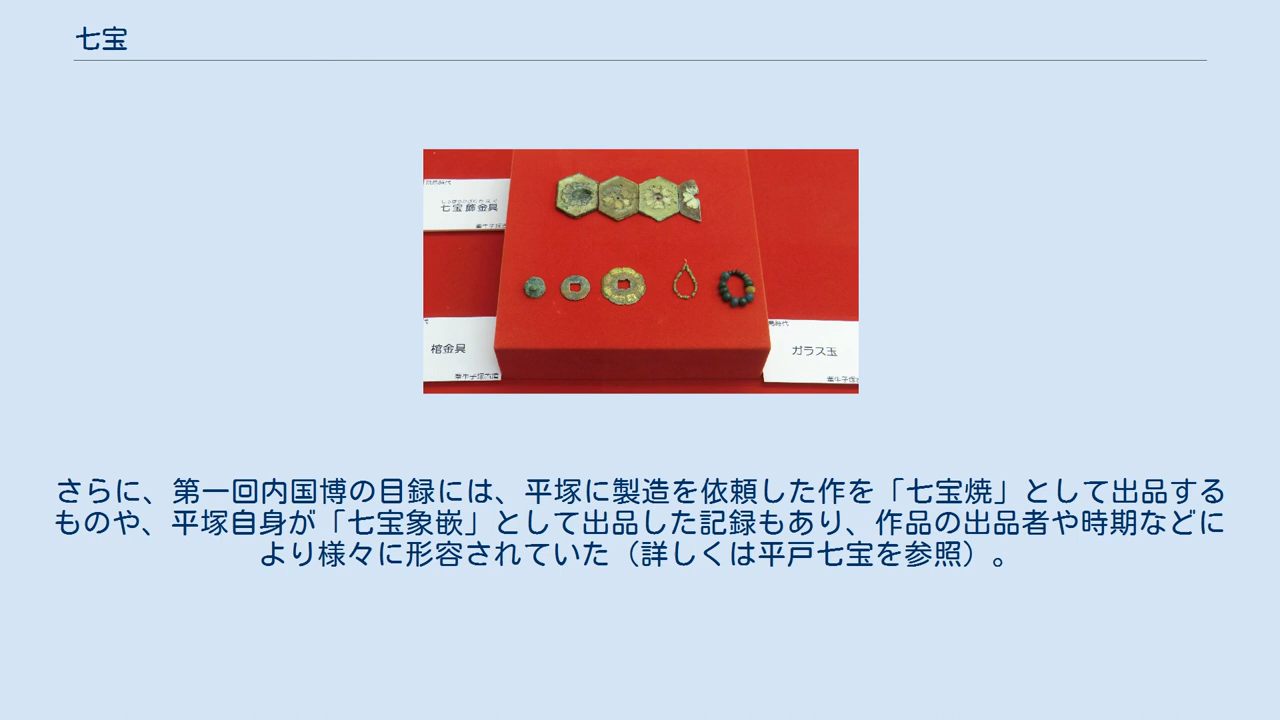 七宝
七宝飾金具
棺金具
ガラス玉
さらに、第一回内国博の目録には、平塚に製造を依頼した作を「七宝焼」として出品する
ものや、平塚自身が「七宝象嵌」として出品した記録もあり、作品の出品者や時期などに
より様々に形容されていた（詳しくは平戸七宝を参照）。